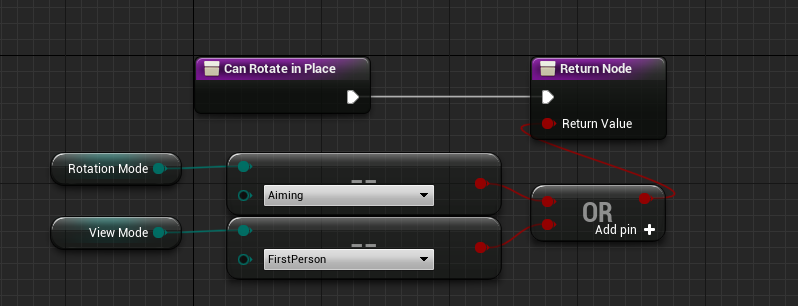 Can Rotate in Place
Return Node
Return Value
Rotation Mode
==
Aiming
OR
Add pin
View Mode
==
FirstPerson